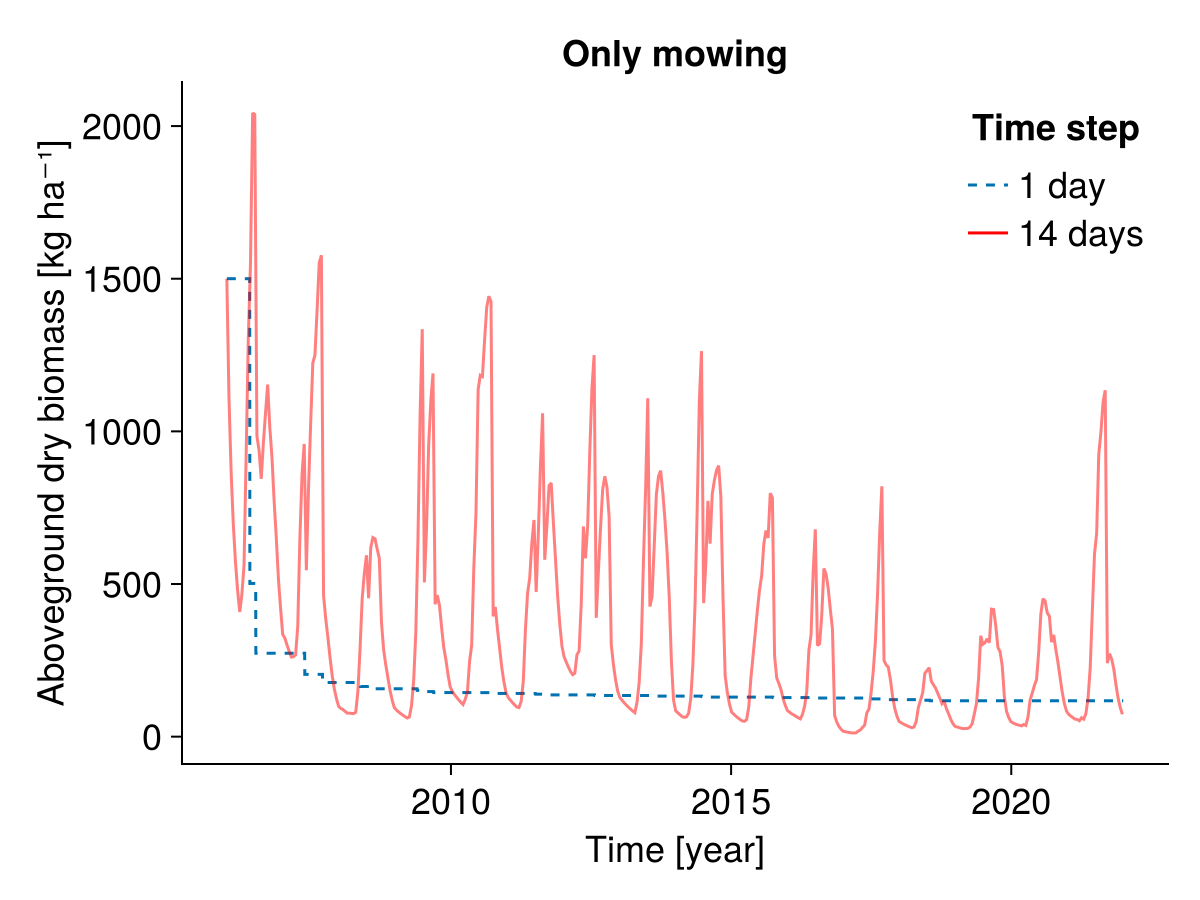 Only mowing
Aboveground dry biomass [kg ha⁻¹]
2000
1500
1000
500
0
Time step
1 day
14 days
2010
2015
2020
Time [year]